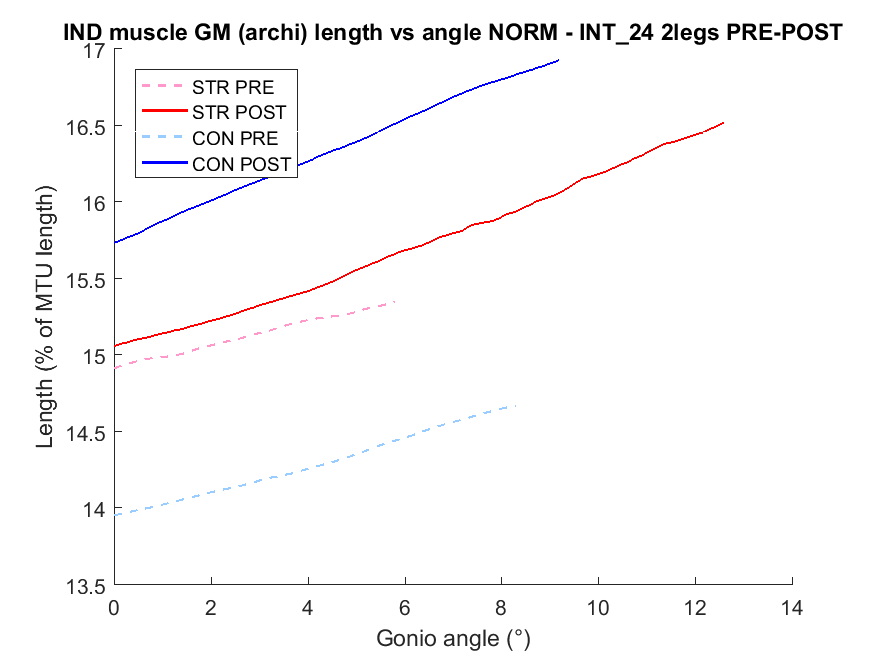 IND muscle GM (archi) length vs angle NORM - INT_24 2legs PRE-POST
17
16.5
16
15.5
15
14.5
14
13.5
Length (% of MTU length)
STR PRE
STR POST
CON PRE
CON POST
0 2 4 6 8 10 12 14
Gonio angle (°)